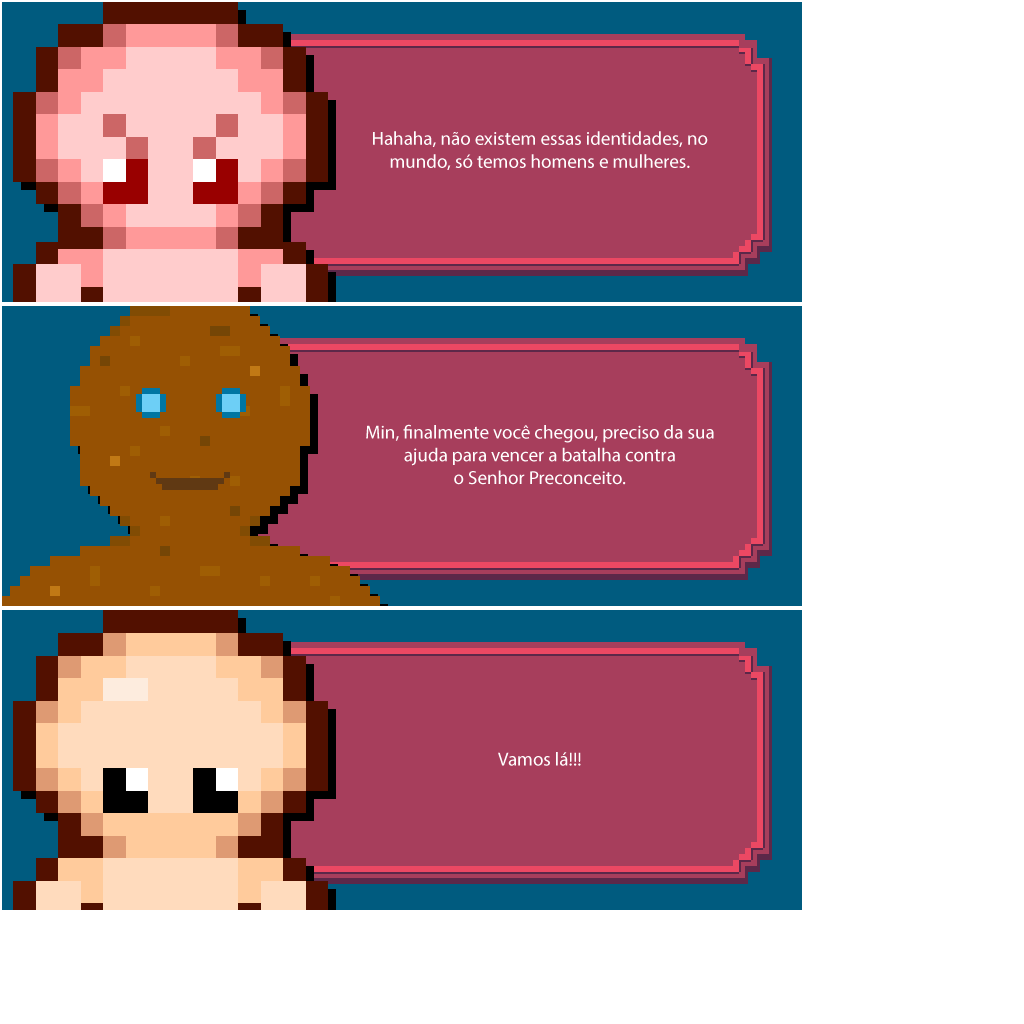 Hahaha, não existem essas identidades, no
mundo, só temos homens e mulheres.
Min, finalmente você chegou, preciso da sua
ajuda para vencer a batalha contra
o Senhor Preconceito.
Vamos lá!!!